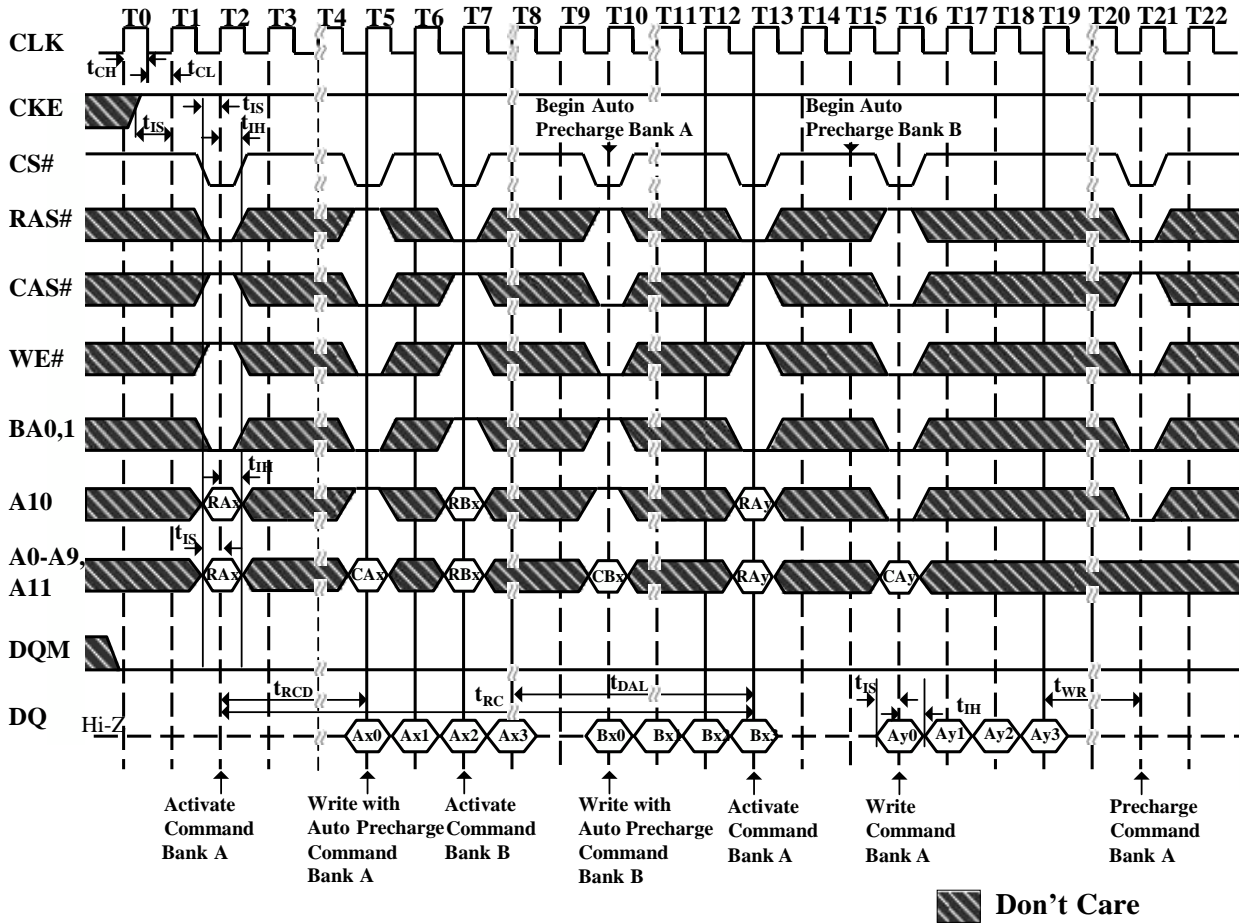 T0 T1 T2 T3 T4 T5 T6 T7 T8 T9 T10 T11 T12 T13 T14 T15 T16 T17 T18 T19 T20 T21 T22
CLK
tCH
tCL
CKE
tIS
tIS
tIH
Begin Auto
Precharge Bank A
Begin Auto
Precharge Bank B
CS#
RAS#
CAS#
WE#
BA0,1
tIH
A10
RAx
RBx
RAy
tIS
A0-A9,
A11
RAx
CAx
RBx
CBx
RAy
CAy
DQM
tRCD
tRC
tDAL
tIS
tIH
tWR
DQ
Hi-Z
Ax0 Ax1 Ax2 Ax3 Bx0 Bx1 Bx2 Bx3 Ay0 Ay1 Ay2 Ay3
Activate
Command
Bank A
Write with
Auto Precharge
Command
Bank A
Activate
Command
Bank B
Write with
Auto Precharge
Command
Bank B
Activate
Command
Bank A
Write
Command
Bank A
Precharge
Command
Bank A
Don't Care